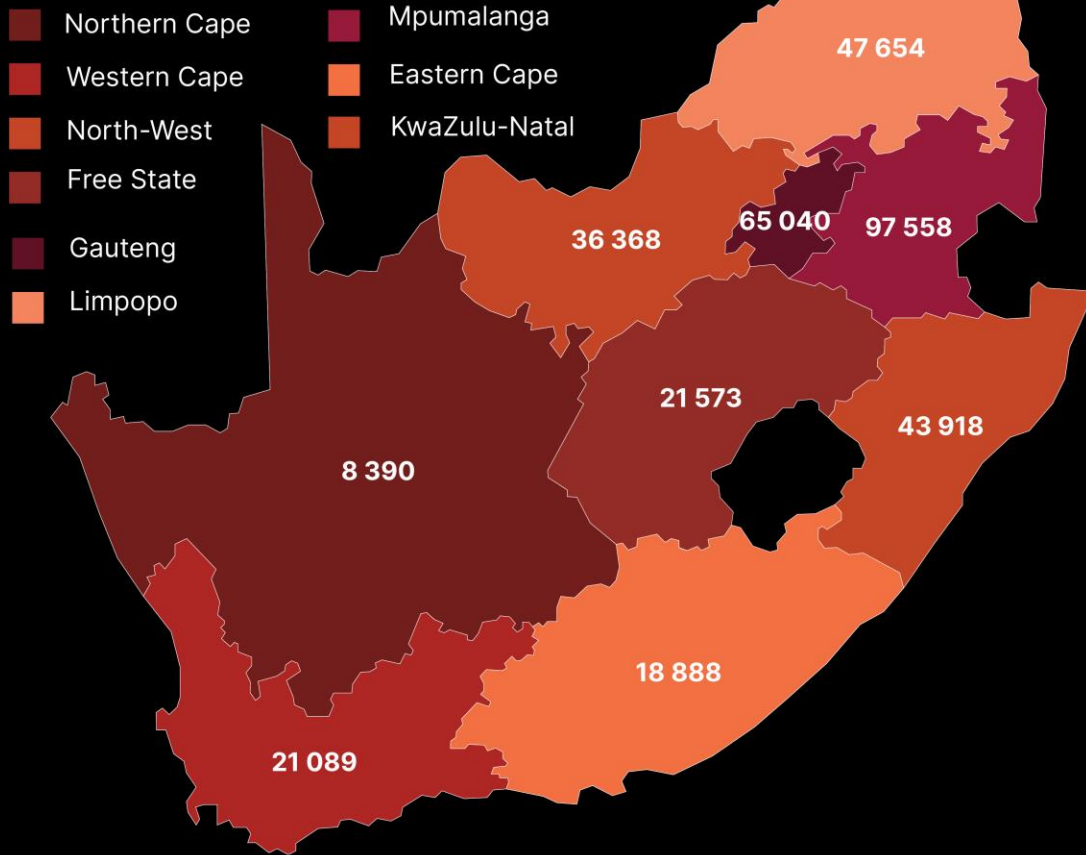 Northern Cape
Western Cape
North-West
Free State
Gauteng
Limpopo
Mpumalanga
Eastern Cape
KwaZulu-Natal
47 654
65 040
97 558
36 368
21 573
43 918
8 390
18 888
21 089